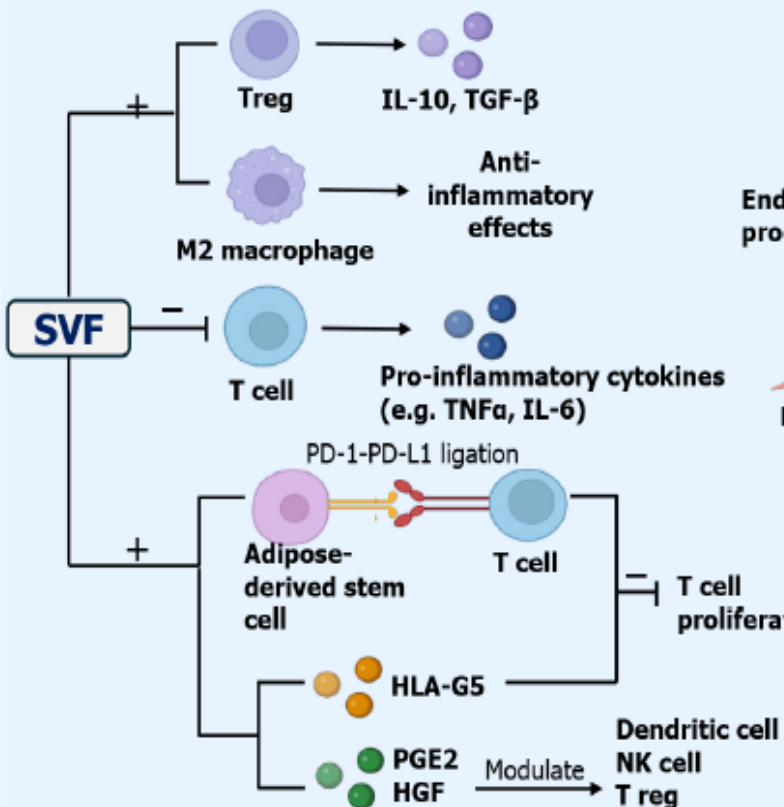 +
Treg
IL-10, TGF-β
M2 macrophage
Anti-
inflammatory
effects
SVF
−
T cell
Pro-inflammatory cytokines
(e.g. TNFα, IL-6)
PD-1-PD-L1 ligation
+
Adipose-
derived stem
cell
T cell
−
T cell
HLA-G5
PGE2
HGF
Modulate
Dendritic cell
NK cell
T reg